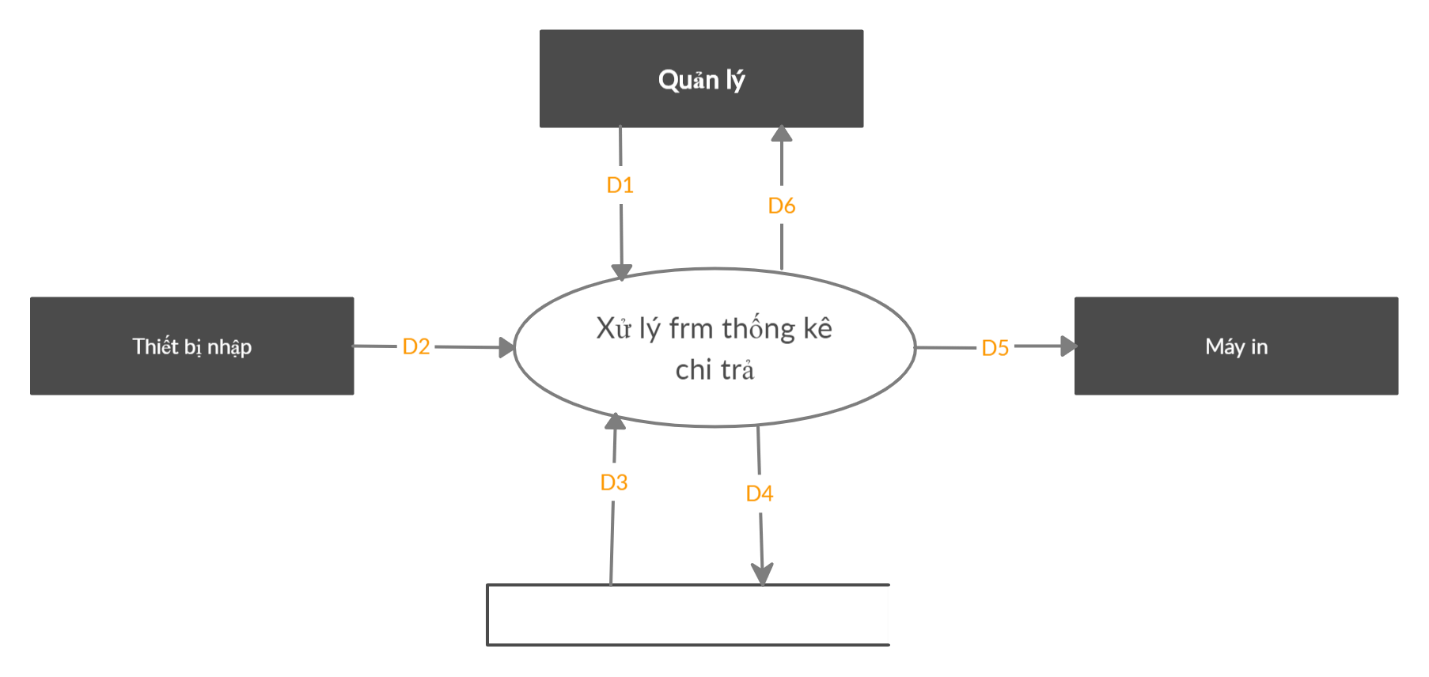 Quản lý
D1
D6
Thiết bị nhập
D2
Xử lý frm thống kê
chi trả
D5
Máy in
D3
D4